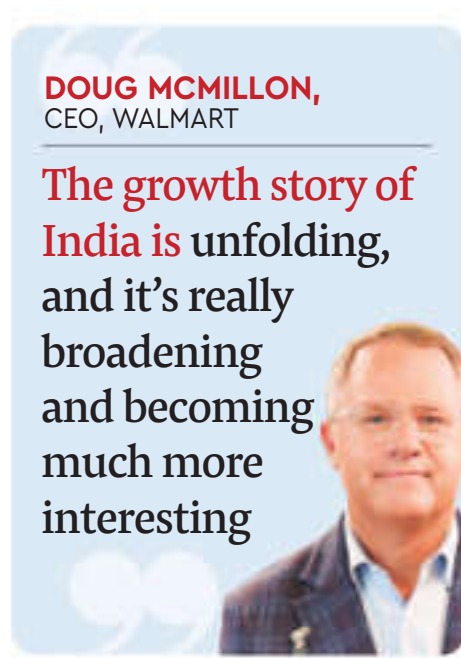 DOUG MCMILLON,
CEO, WALMART
The growth story of
India is unfolding,
and it's really
broadening
and becoming
much more
interesting